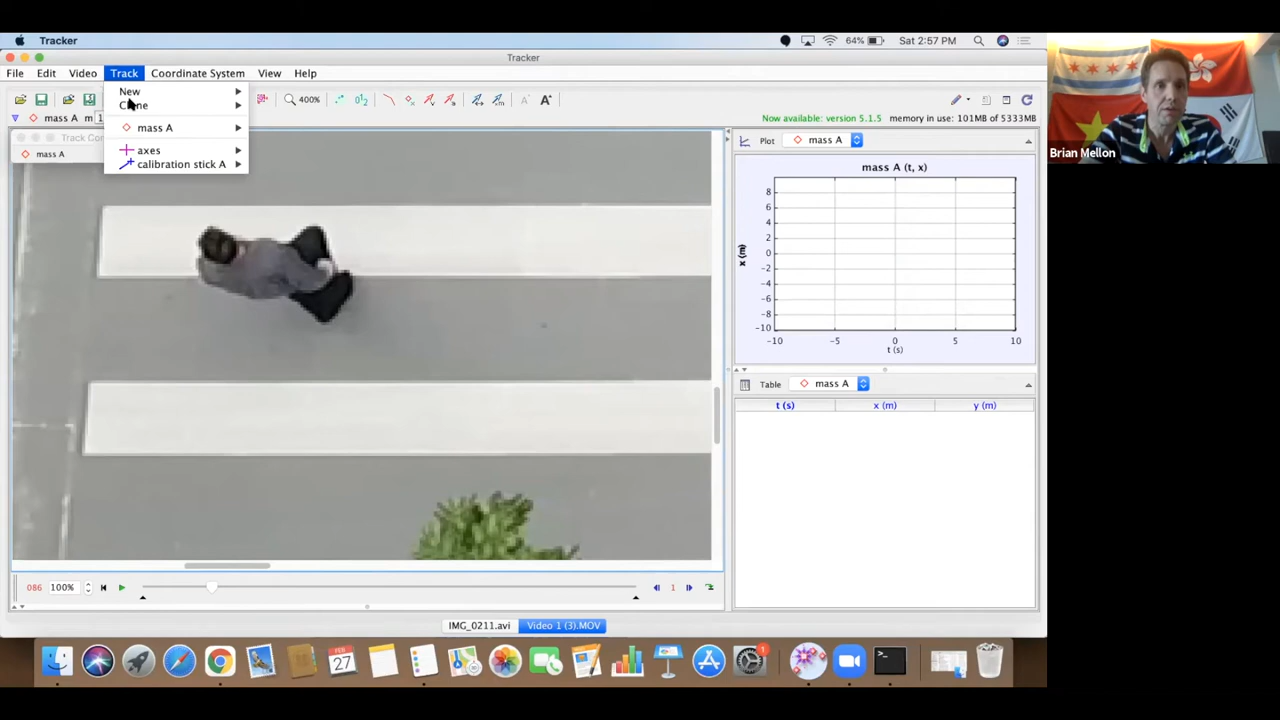 Tracker
64%
Sat 2:57 PM
Tracker
File Edit Video Track Coordinate System View Help
New
Clone
mass A
axes
calibration stick A
400%
mass A m 1
Now available: version 5.1.5 memory in use: 101MB of 5333MB
mass A
Plot mass A
mass A (t, x)
x (m)
8
6
4
2
0
-2
-4
-6
-8
-10
-10 -5 0 5 10
t (s)
Table mass A
t (s) x (m) y (m)
086 100% 1
IMG_0211.avi Video 1 (3).MOV
FEB
27
1
Brian Mellon